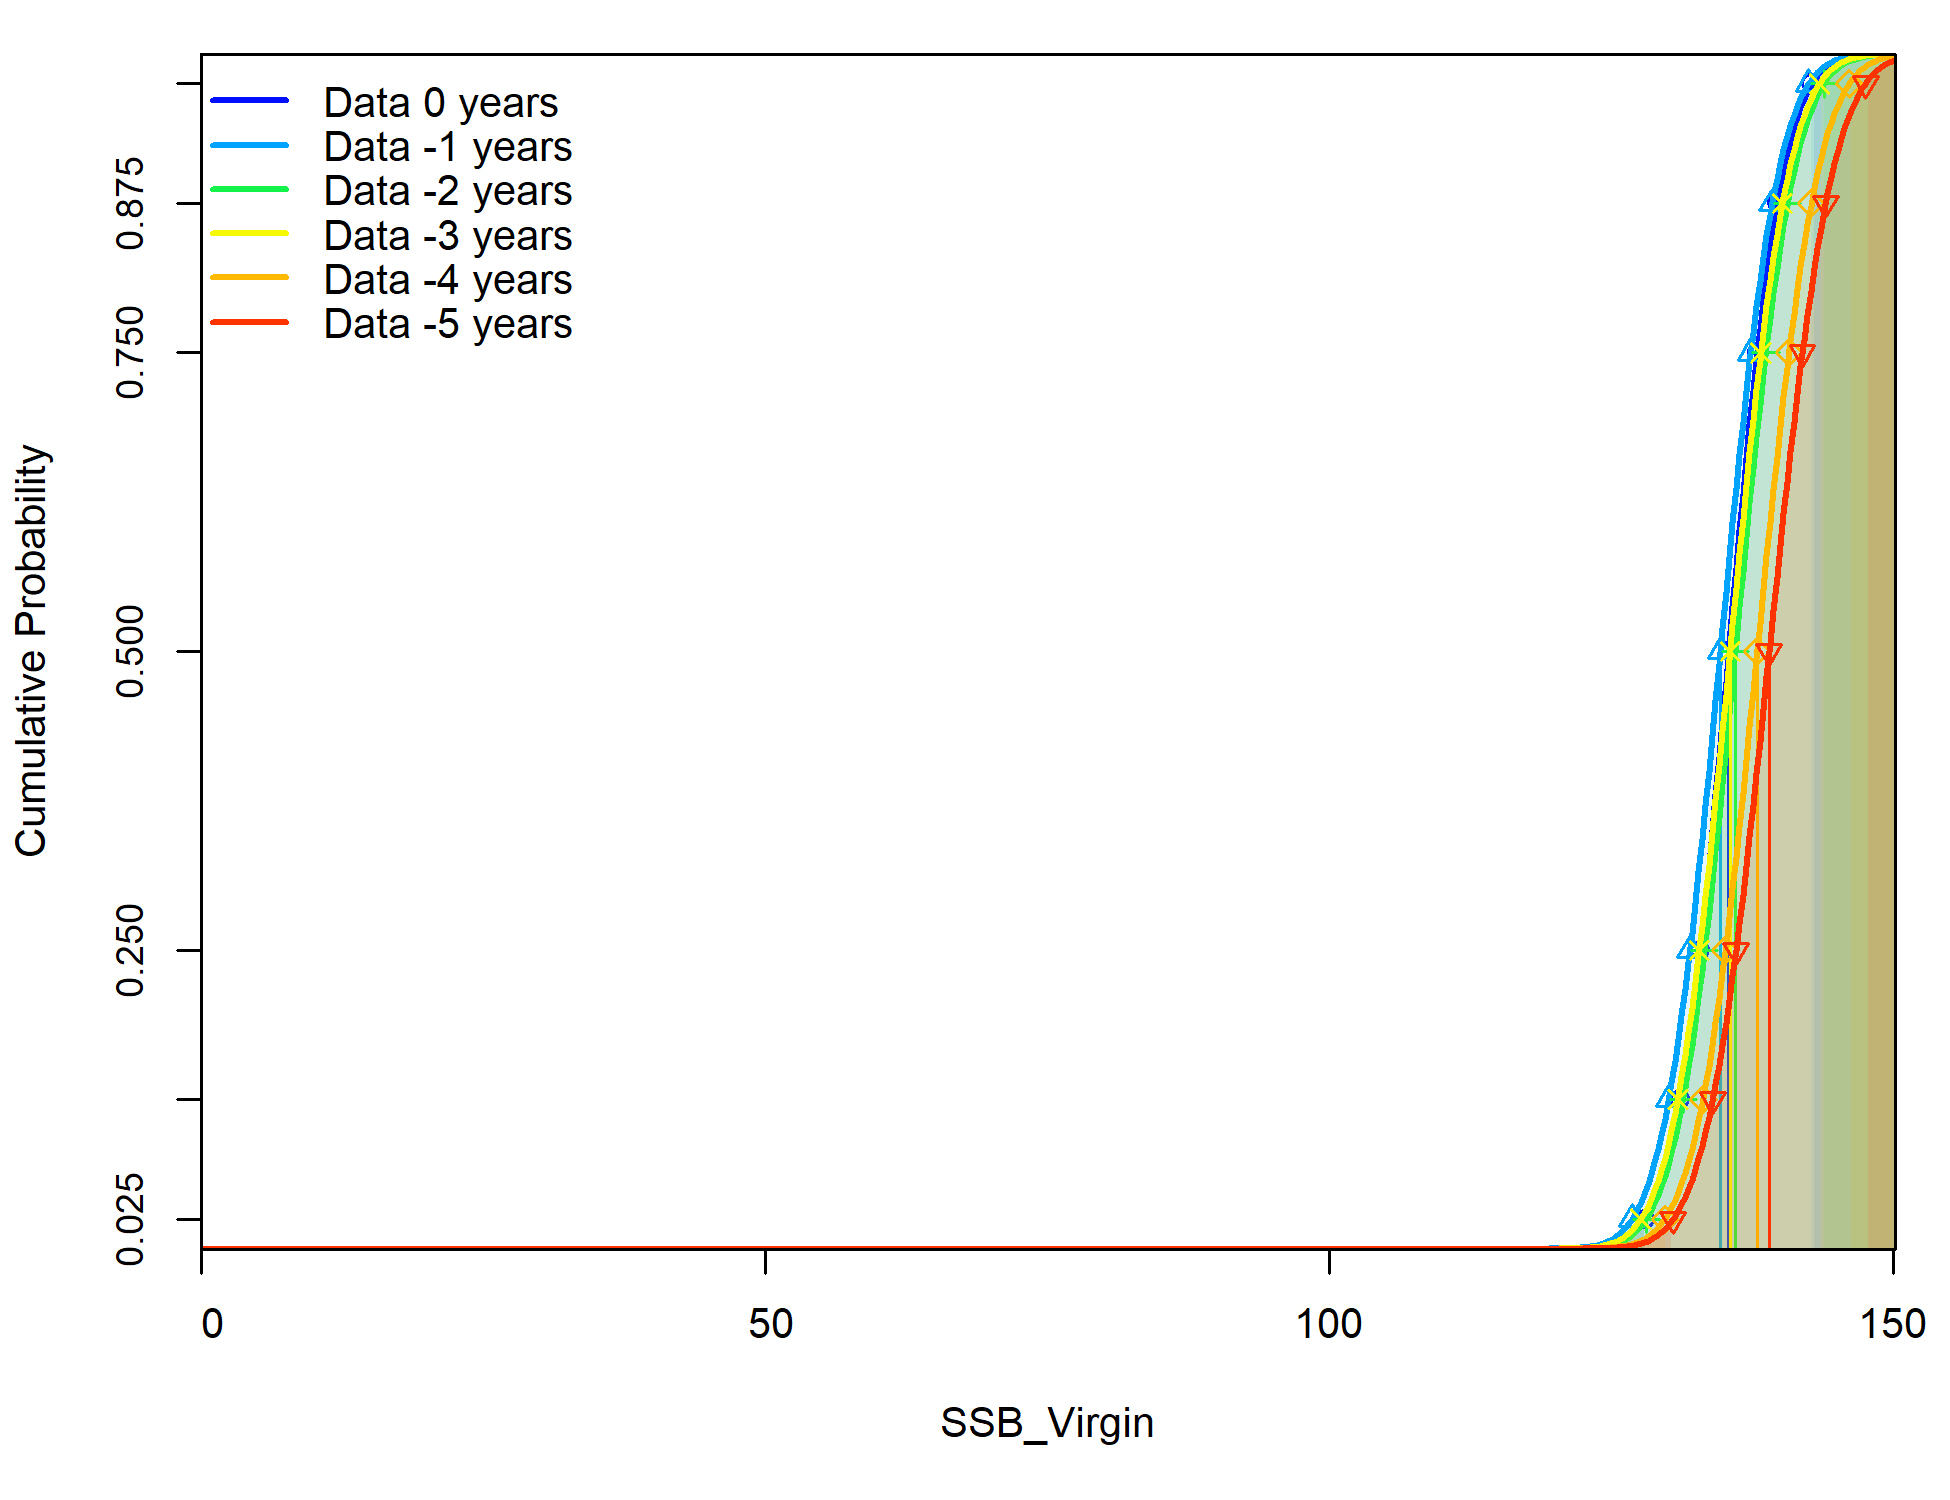 Data 0 years
Data -1 years
Data -2 years
Data -3 years
Data -4 years
Data -5 years
Cumulative Probability
0.875
0.750
0.500
0.250
0.025
0 50 100 150
SSB_Virgin